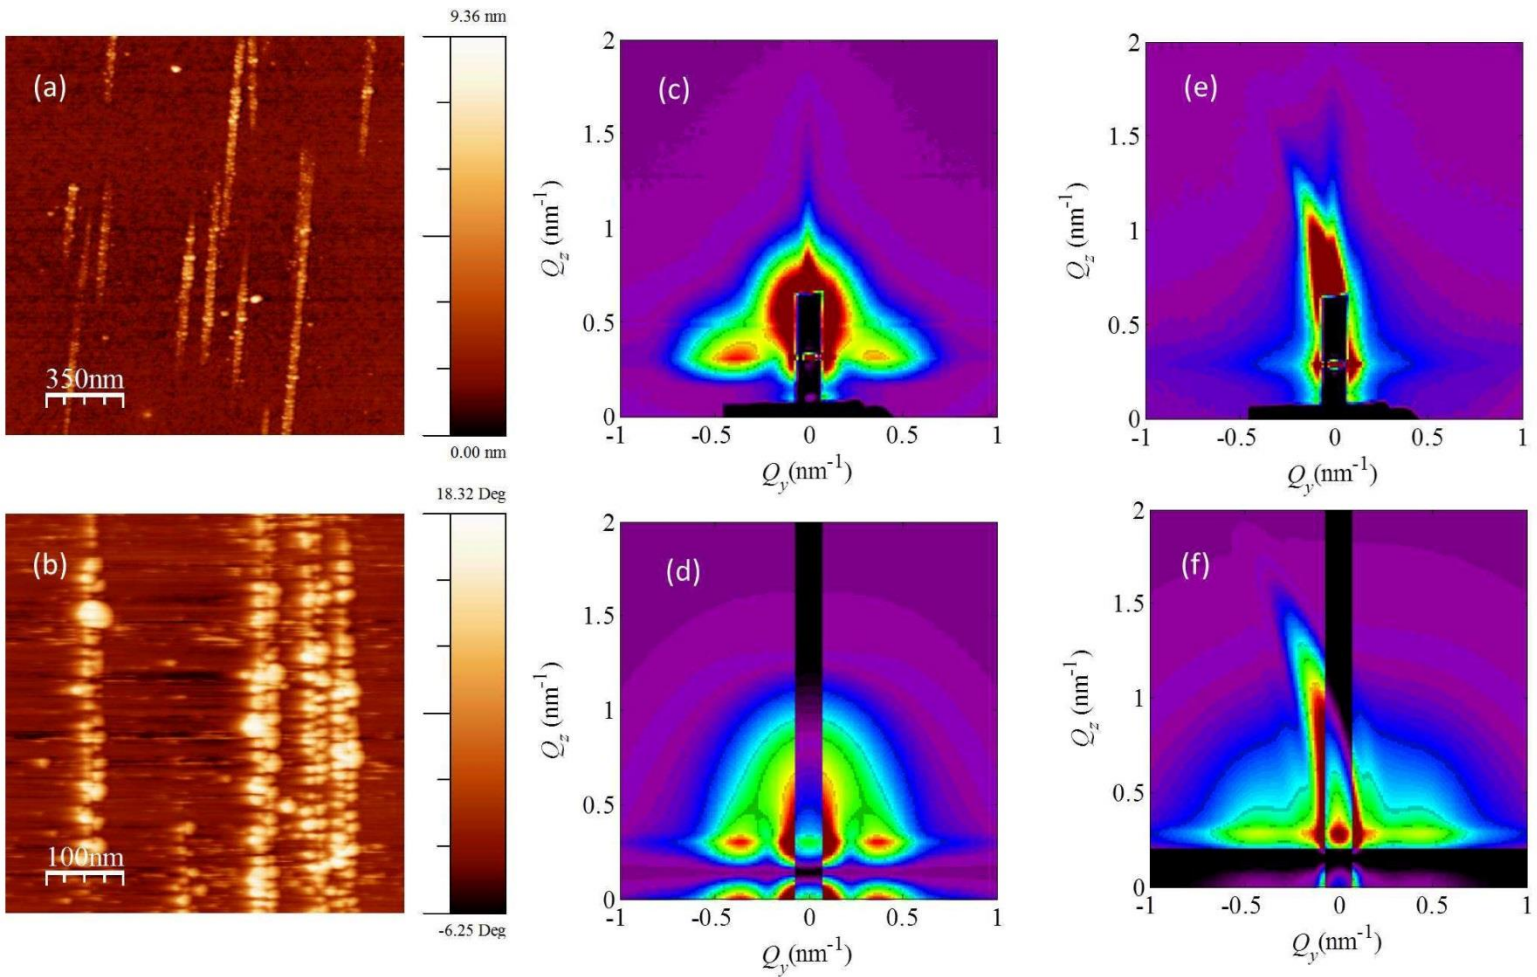 (a)
350nm
9.36 nm
0.00 nm
(c)
2
1.5
1
0.5
0
-1 -0.5 0 0.5 1
Qz (nm-1)
Qy(nm-1)
(e)
2
1.5
1
0.5
0
-1 -0.5 0 0.5 1
Qz (nm-1)
Qy(nm-1)
(b)
100nm
18.32 Deg
-6.25 Deg
(d)
2
1.5
1
0.5
0
-1 -0.5 0 0.5 1
Qz (nm-1)
Qy(nm-1)
(f)
2
1.5
1
0.5
0
-1 -0.5 0 0.5 1
Qz (nm-1)
Qy(nm-1)